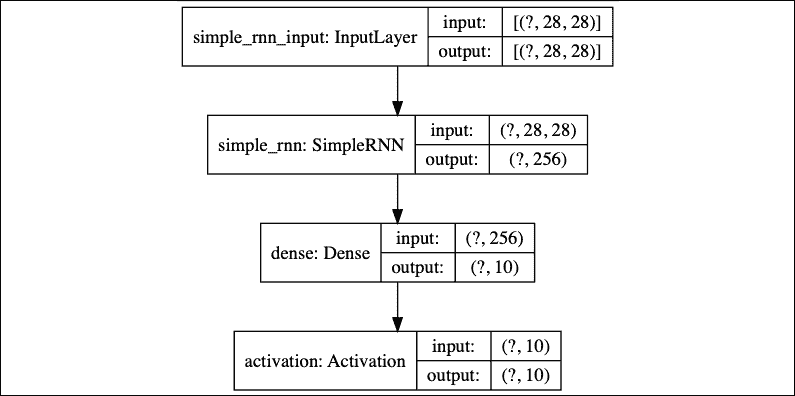 simple_rnn_input: InputLayer
input:
[(?, 28, 28)]
output:
[(?, 28, 28)]
simple_rnn: SimpleRNN
input:
(?, 28, 28)
output:
(?, 256)
dense: Dense
input:
(?, 256)
output:
(?, 10)
activation: Activation
input:
(?, 10)
output:
(?, 10)